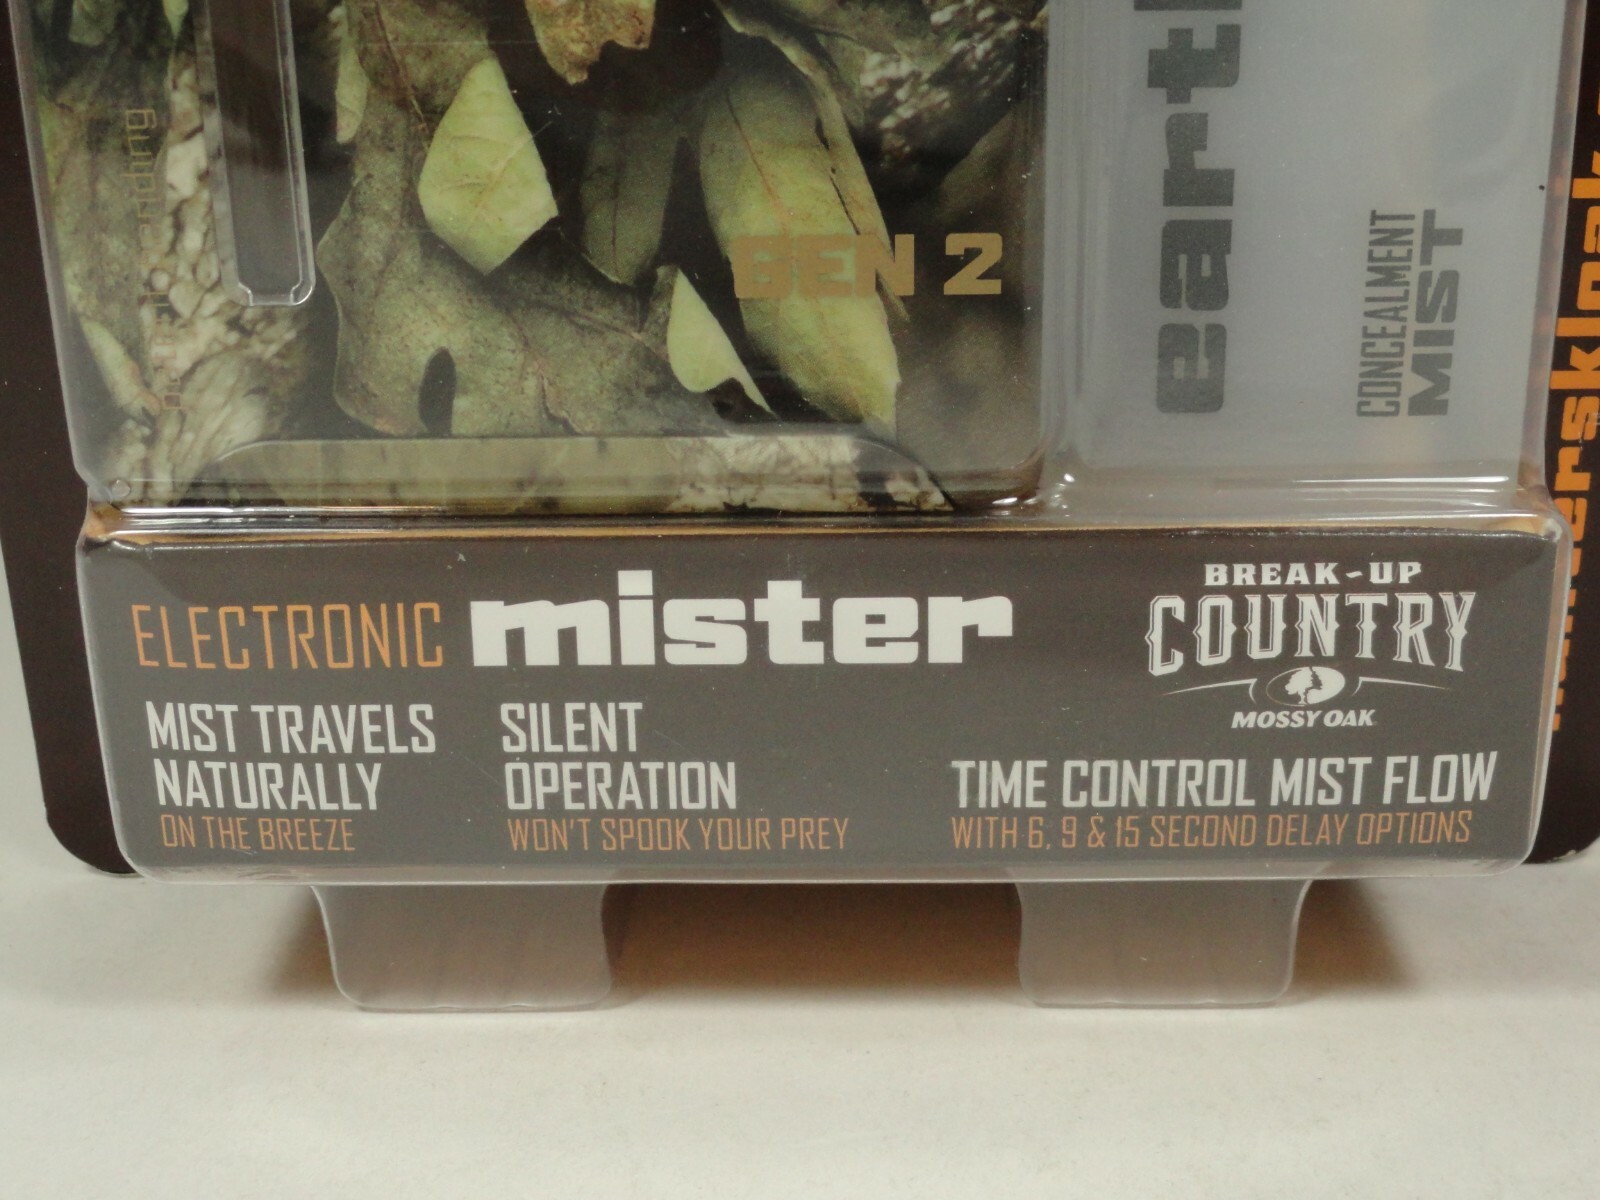 GEN 2
earth
CONCEALMENT
MIST
ELECTRONIC mister
BREAK-UP
COUNTRY
MOSSY OAK
MIST TRAVELS
NATURALLY
ON THE BREEZE
SILENT
OPERATION
WON'T SPOOK YOUR PREY
TIME CONTROL MIST FLOW
WITH 6, 9 & 15 SECOND DELAY OPTIONS